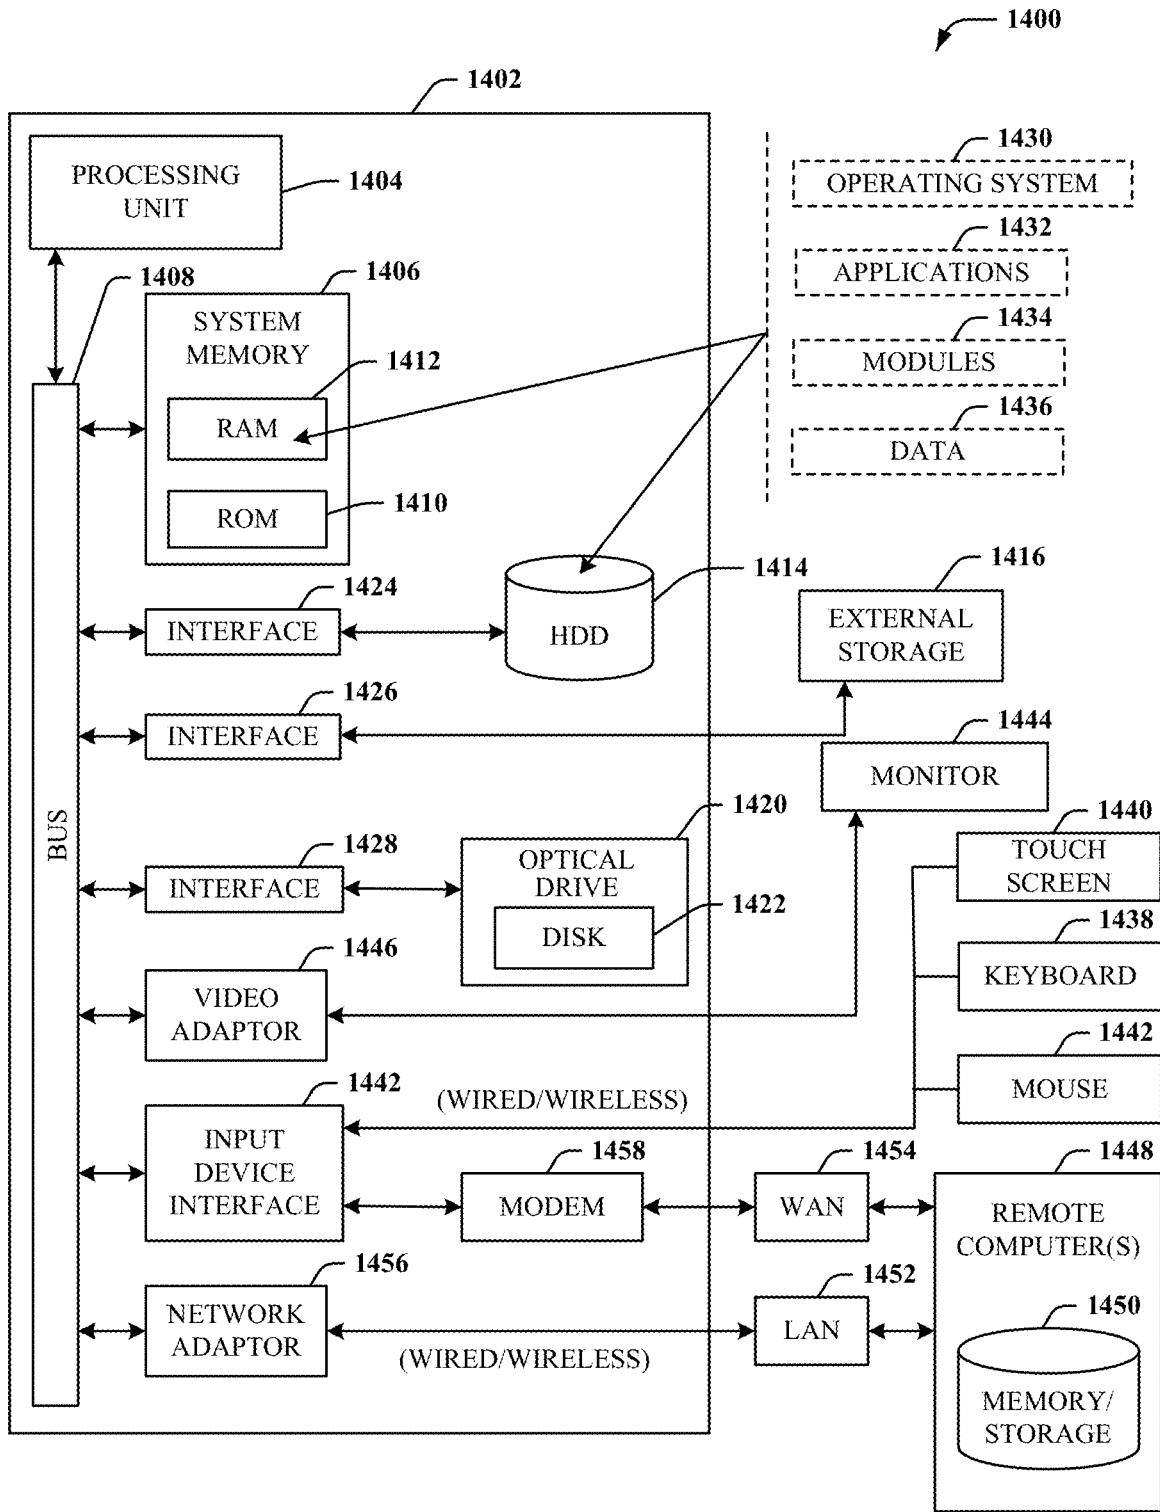 1400
1402
PROCESSING
UNIT
1404
1408
1406
SYSTEM
MEMORY
1412
RAM
1410
ROM
1430
OPERATING SYSTEM
1432
APPLICATIONS
1434
MODULES
1436
DATA
1424
INTERFACE
1414
HDD
1416
EXTERNAL
STORAGE
1426
INTERFACE
1444
MONITOR
BUS
1428
INTERFACE
1420
OPTICAL
DRIVE
1422
DISK
1440
TOUCH
SCREEN
1438
KEYBOARD
1442
MOUSE
1446
VIDEO
ADAPTOR
1442
INPUT
DEVICE
INTERFACE
(WIRED/WIRELESS)
1458
MODEM
1454
WAN
1448
REMOTE
COMPUTER(S)
1456
NETWORK
ADAPTOR
(WIRED/WIRELESS)
1452
LAN
1450
MEMORY/
STORAGE